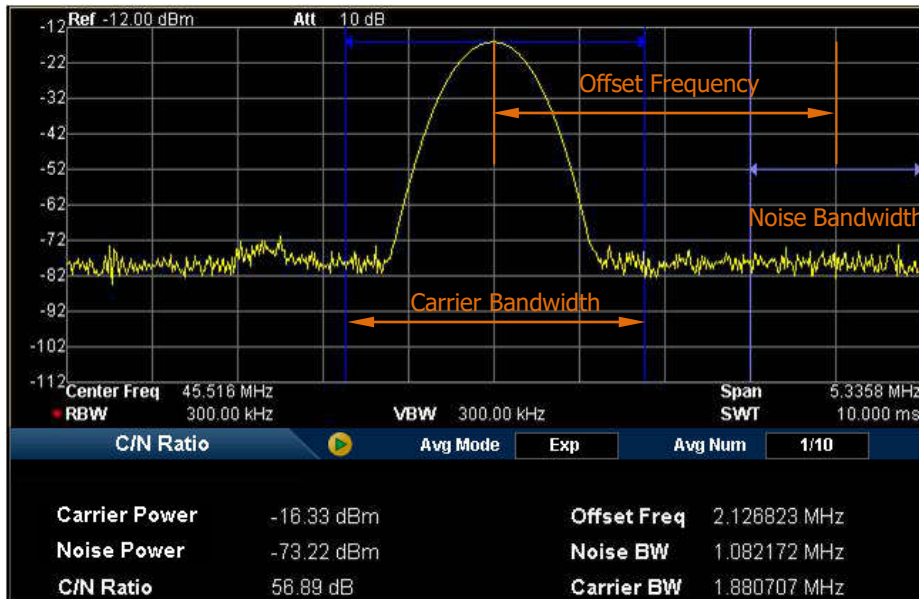 Ref -12.00 dBm Att 10 dB
-12
-22
-32
-42
-52
-62
-72
-82
-92
-102
-112
Offset Frequency
Noise Bandwidth
Carrier Bandwidth
Center Freq 45.516 MHz Span 5.3358 MHz
RBW 300.00 kHz VBW 300.00 kHz SWT 10.000 ms
C/N Ratio Avg Mode Exp Avg Num 1/10
Carrier Power -16.33 dBm Offset Freq 2.126823 MHz
Noise Power -73.22 dBm Noise BW 1.082172 MHz
C/N Ratio 56.89 dB Carrier BW 1.880707 MHz